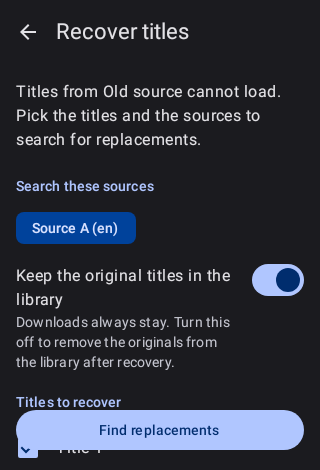 Recover titles
Titles from Old source cannot load.
Pick the titles and the sources to
search for replacements.
Search these sources
Source A (en)
Keep the original titles in the
library
Downloads always stay. Turn this
off to remove the originals from
the library after recovery.
Titles to recover
Find replacements